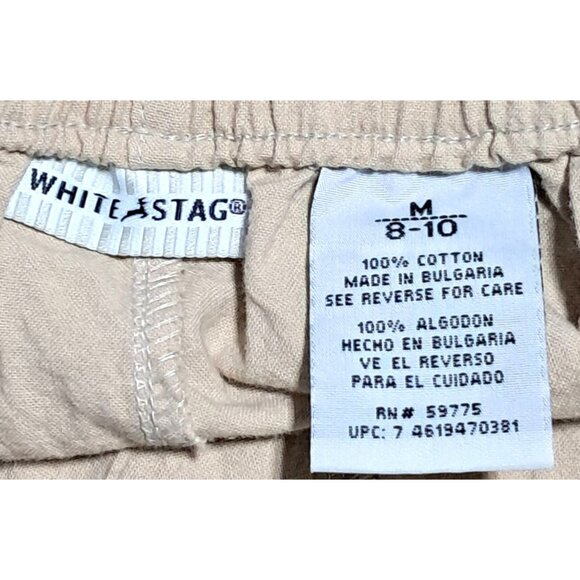 WHITE STAG®
M
8-10
100% COTTON
MADE IN BULGARIA
SEE REVERSE FOR CARE
100% ALGODON
HECHO EN BULGARIA
VE EL REVERSO
PARA EL CUIDADO
RN# 59775
UPC: 7 4619470381